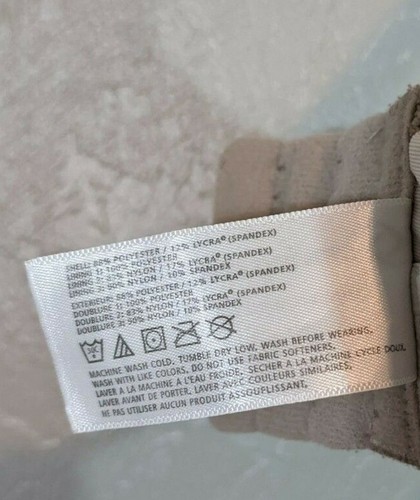 SHELL: 88% POLYESTER / 12% LYCRA® (SPANDEX)
LINING 1: 100% POLYESTER
LINING 2: 83% NYLON / 17% LYCRA® (SPANDEX)
LINING 3: 90% NYLON / 10% SPANDEX
EXTERIEUR: 88% POLYESTER / 12% LYCRA® (SPANDEX)
DOUBLURE 1: 100% POLYESTER
DOUBLURE 2: 83% NYLON / 17% LYCRA® (SPANDEX)
DOUBLURE 3: 90% NYLON / 10% SPANDEX
30C
MACHINE WASH COLD. TUMBLE DRY LOW. WASH BEFORE WEARING.
WASH WITH LIKE COLORS. DO NOT USE FABRIC SOFTENERS.
LAVER A LA MACHINE A L'EAU FROIDE. SECHER A LA MACHINE CYCLE DOUX.
LAVER AVANT DE PORTER. LAVER AVEC COULEURS SIMILAIRES.
NE PAS UTILISER AUCUN PRODUIT ASSOUPLISSANT.